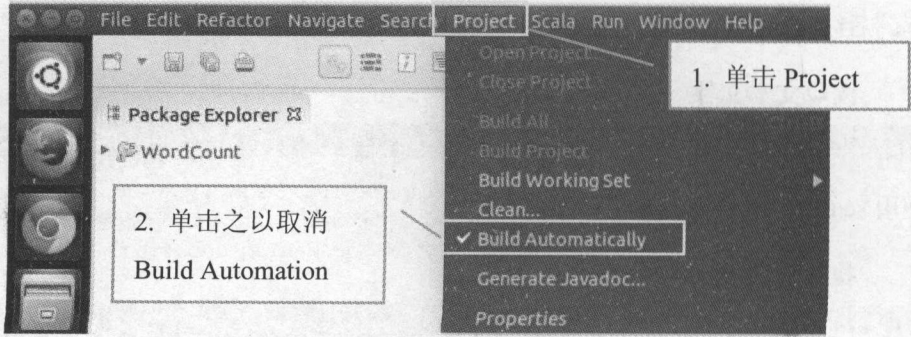 File Edit Refactor Navigate Search Project Scala Run Window Help
Open Project
Close Project
1. 单击 Project
Package Explorer
Build All
WordCount
Build Project
Build Working Set
2. 单击之以取消
Build Automation
Clean...
Build Automatically
Generate Javadoc...
Properties